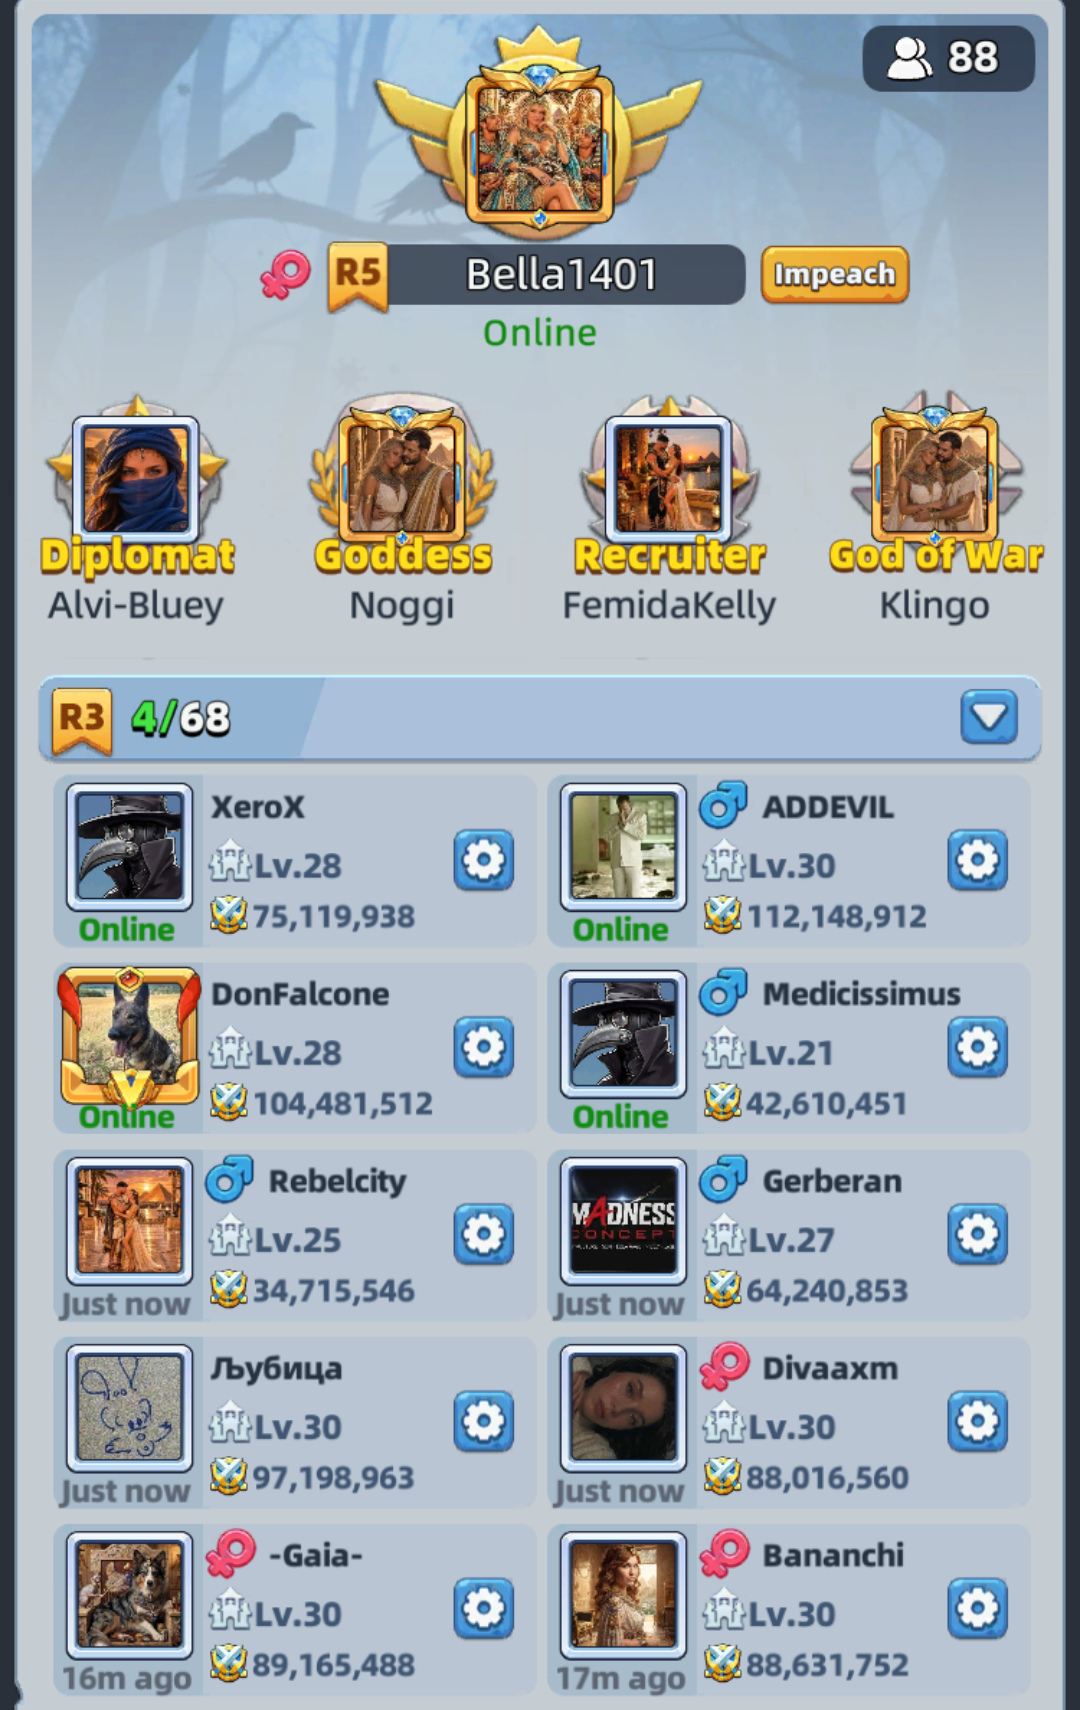 88
R5 Bella1401 Impeach
Online
Diplomat Goddess Recruiter God of War
Alvi-Bluey Noggi FemidaKelly Klingo
R3 4/68
XeroX
Lv.28
75,119,938
Online
ADDEVIL
Lv.30
112,148,912
Online
DonFalcone
Lv.28
104,481,512
Online
Medicissimus
Lv.21
42,610,451
Online
Rebelcity
Lv.25
34,715,546
Just now
MADNESS
CONCEPT
Gerberan
Lv.27
64,240,853
Just now
Љубица
Lv.30
97,198,963
Just now
Divaaxm
Lv.30
88,016,560
Just now
-Gaia-
Lv.30
89,165,488
16m ago
Bananchi
Lv.30
88,631,752
17m ago